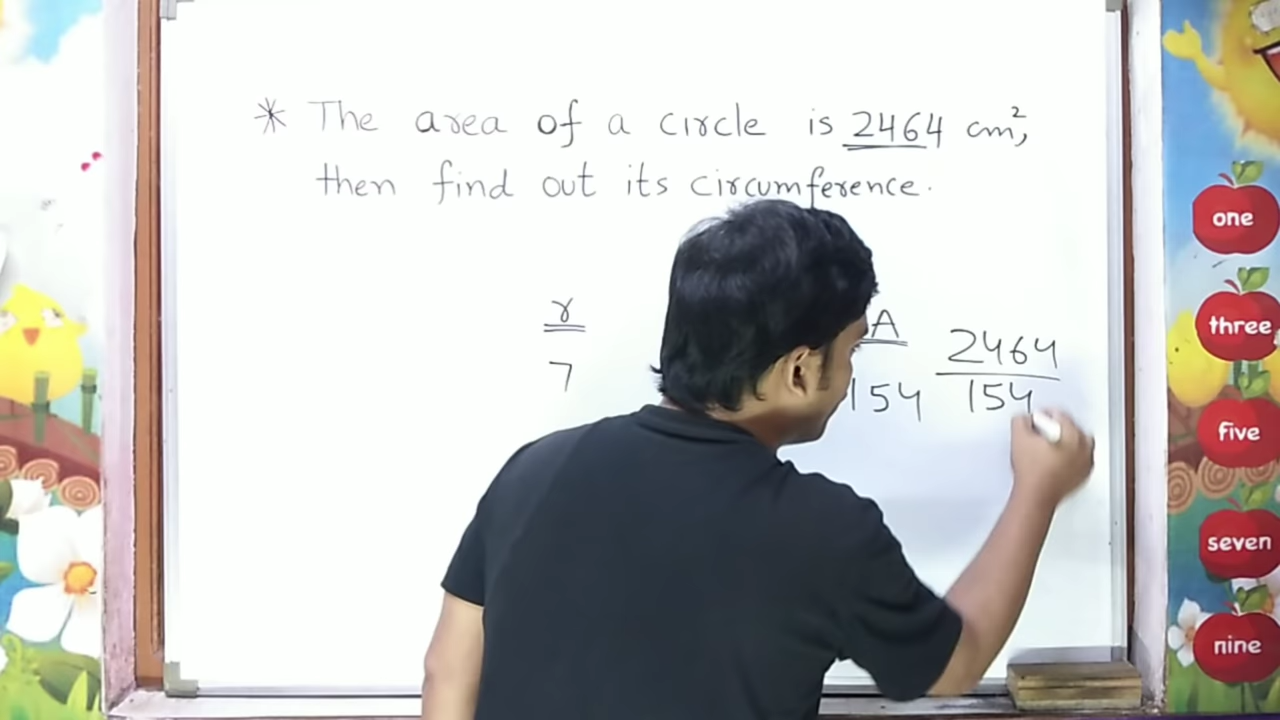 * The area of a circle is 2464 cm²,
then find out its circumference.
r
7
A
154
2464
154
one
three
five
seven
nine